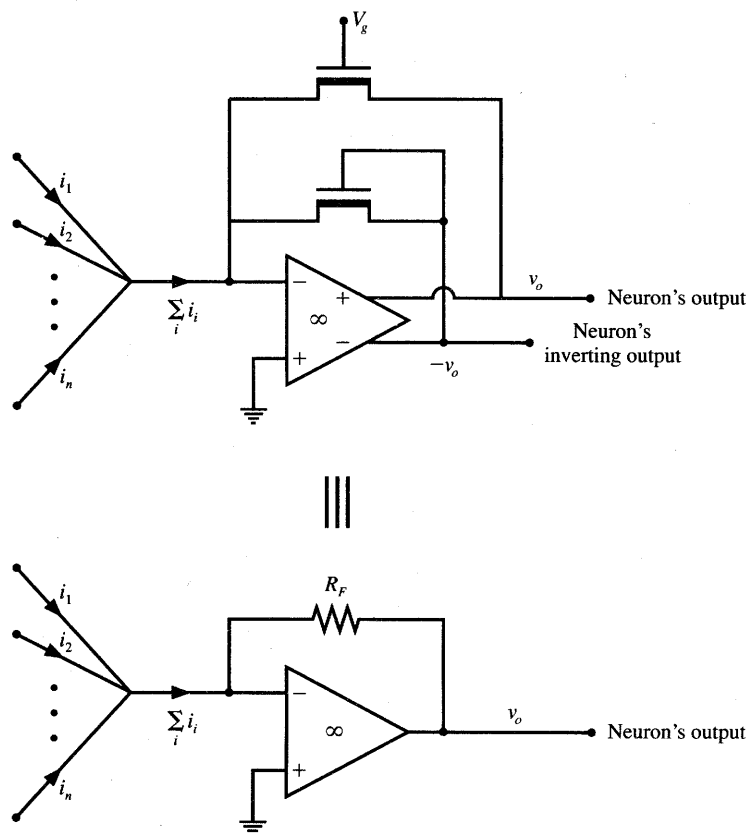 V_g
i_1
i_2
i_n
∑_i i_i
−
+
∞
+
−
v_o
−v_o
Neuron's output
Neuron's
inverting output
i_1
i_2
i_n
∑_i i_i
R_F
−
∞
+
v_o
Neuron's output